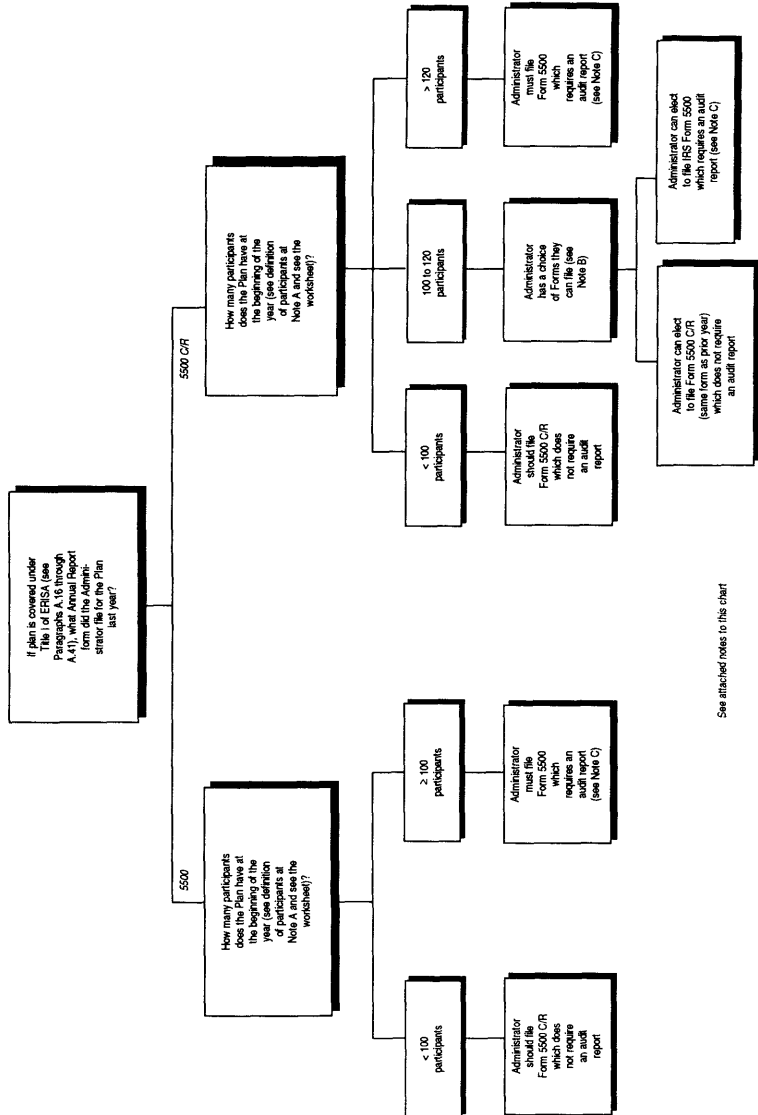 If plan is covered under
Title I of ERISA (see
Paragraphs A.16 through
A.41), what Annual Report
form did the Admini-
strator file for the Plan
last year?
5500
5500 C/R
How many participants
does the Plan have at
the beginning of the
year (see definition
of participants at
Note A and see the
worksheet)?
How many participants
does the Plan have at
the beginning of the
year (see definition
of participants at
Note A and see the
worksheet)?
< 100
participants
≥ 100
participants
< 100
participants
100 to 120
participants
> 120
participants
Administrator
should file
Form 5500 C/R
which does
not require
an audit
report
Administrator
must file
Form 5500
which
requires an
audit report
(see Note C)
Administrator
should file
Form 5500 C/R
which does
not require
an audit
report
Administrator
has a choice
of Forms they
can file (see
Note B)
Administrator
must file
Form 5500
which
requires an
audit report
(see Note C)
Administrator can elect
to file Form 5500 C/R
(same form as prior year)
which does not require
an audit report
Administrator can elect
to file IRS Form 5500
which requires an audit
report (see Note C)
See attached notes to this chart